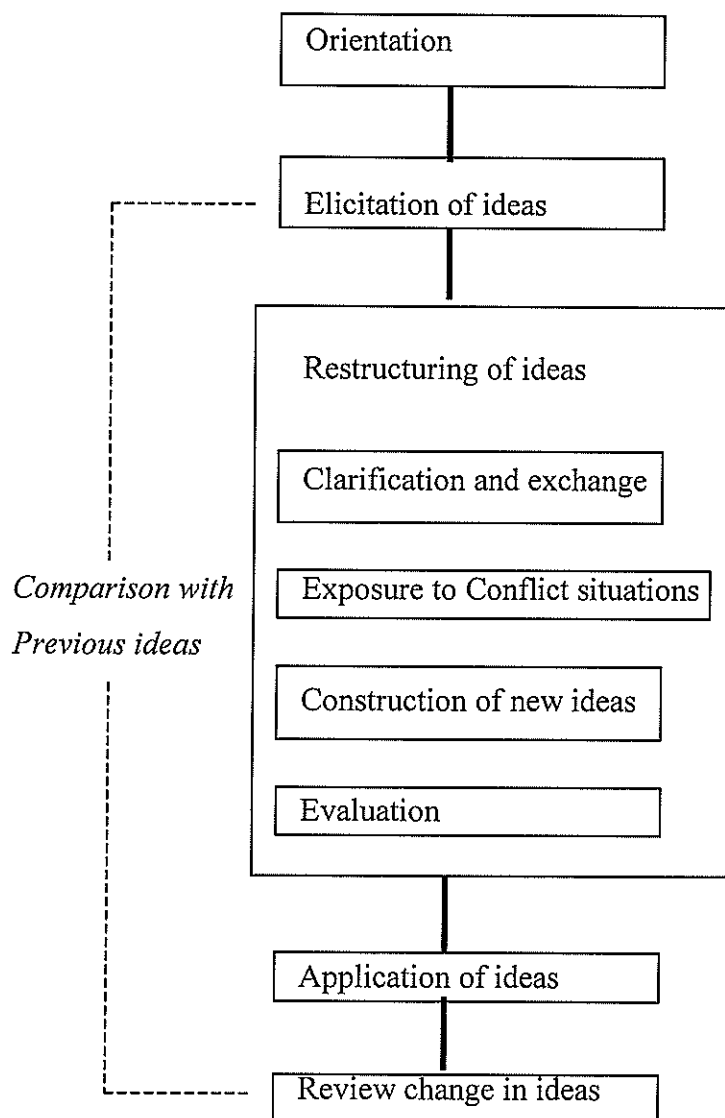 Orientation
Elicitation of ideas
Restructuring of ideas
Clarification and exchange
Exposure to Conflict situations
Comparison with
Previous ideas
Construction of new ideas
Evaluation
Application of ideas
Review change in ideas